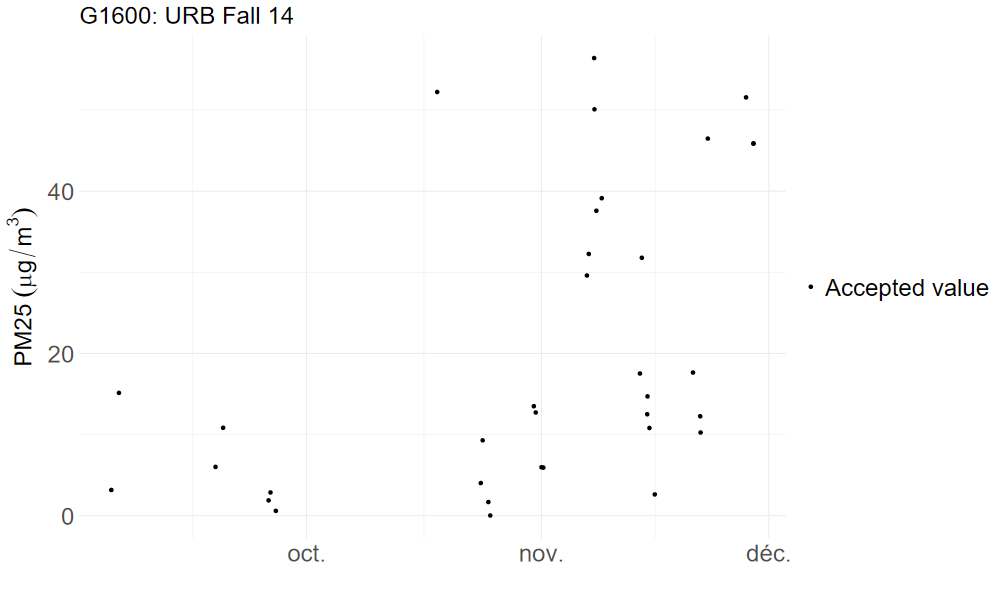 G1600: URB Fall 14
PM25 (μg/m³)
40
20
0
oct. nov. déc.
Accepted value